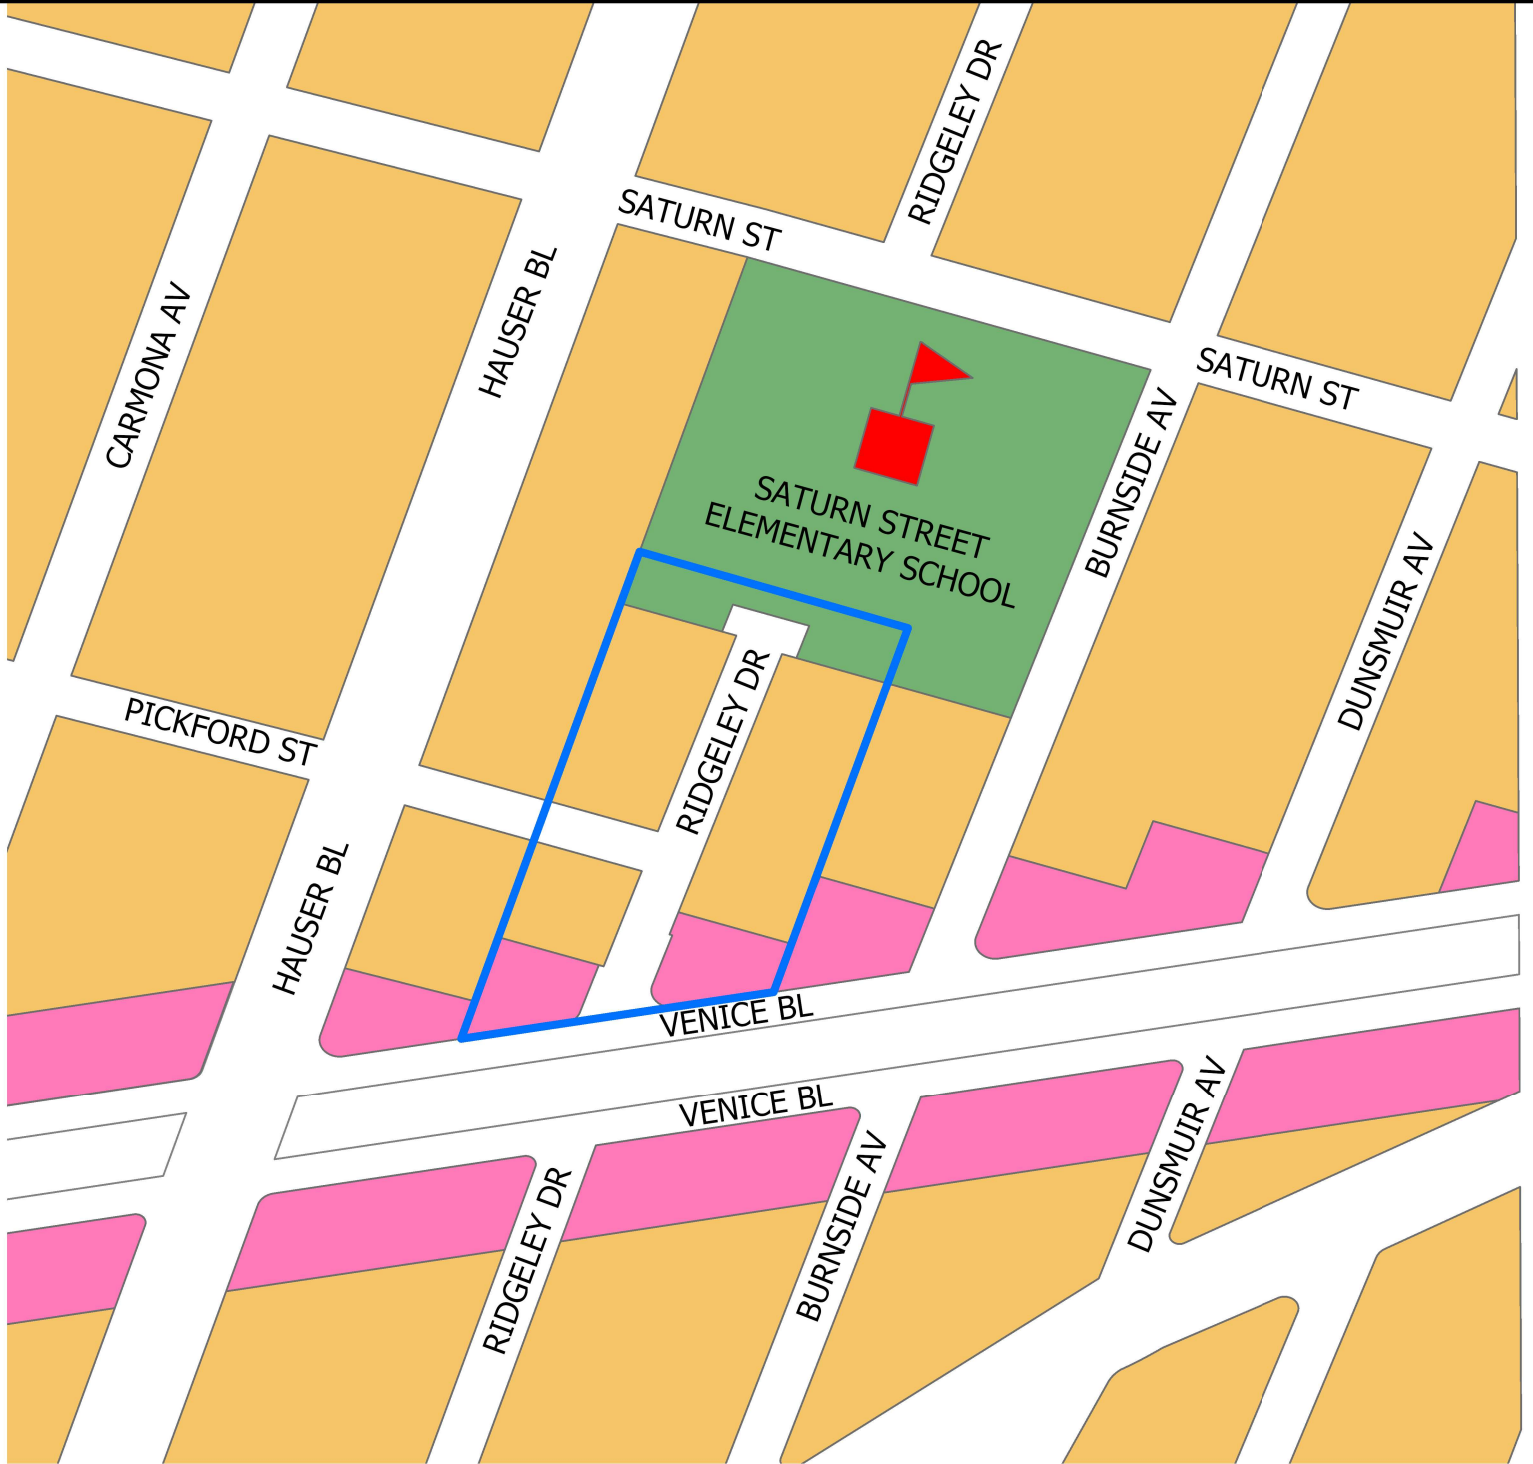 RIDGELEY DR
SATURN ST
HAUSER BL
CARMONA AV
SATURN ST
BURNSIDE AV
SATURN STREET
ELEMENTARY SCHOOL
DUNSMUIR AV
RIDGELEY DR
PICKFORD ST
HAUSER BL
VENICE BL
VENICE BL
DUNSMUIR AV
BURNSIDE AV
RIDGELEY DR